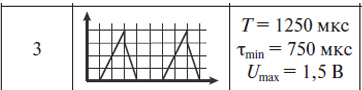 3
T = 1250 мкс
τmin = 750 мкс
Umax = 1,5 В